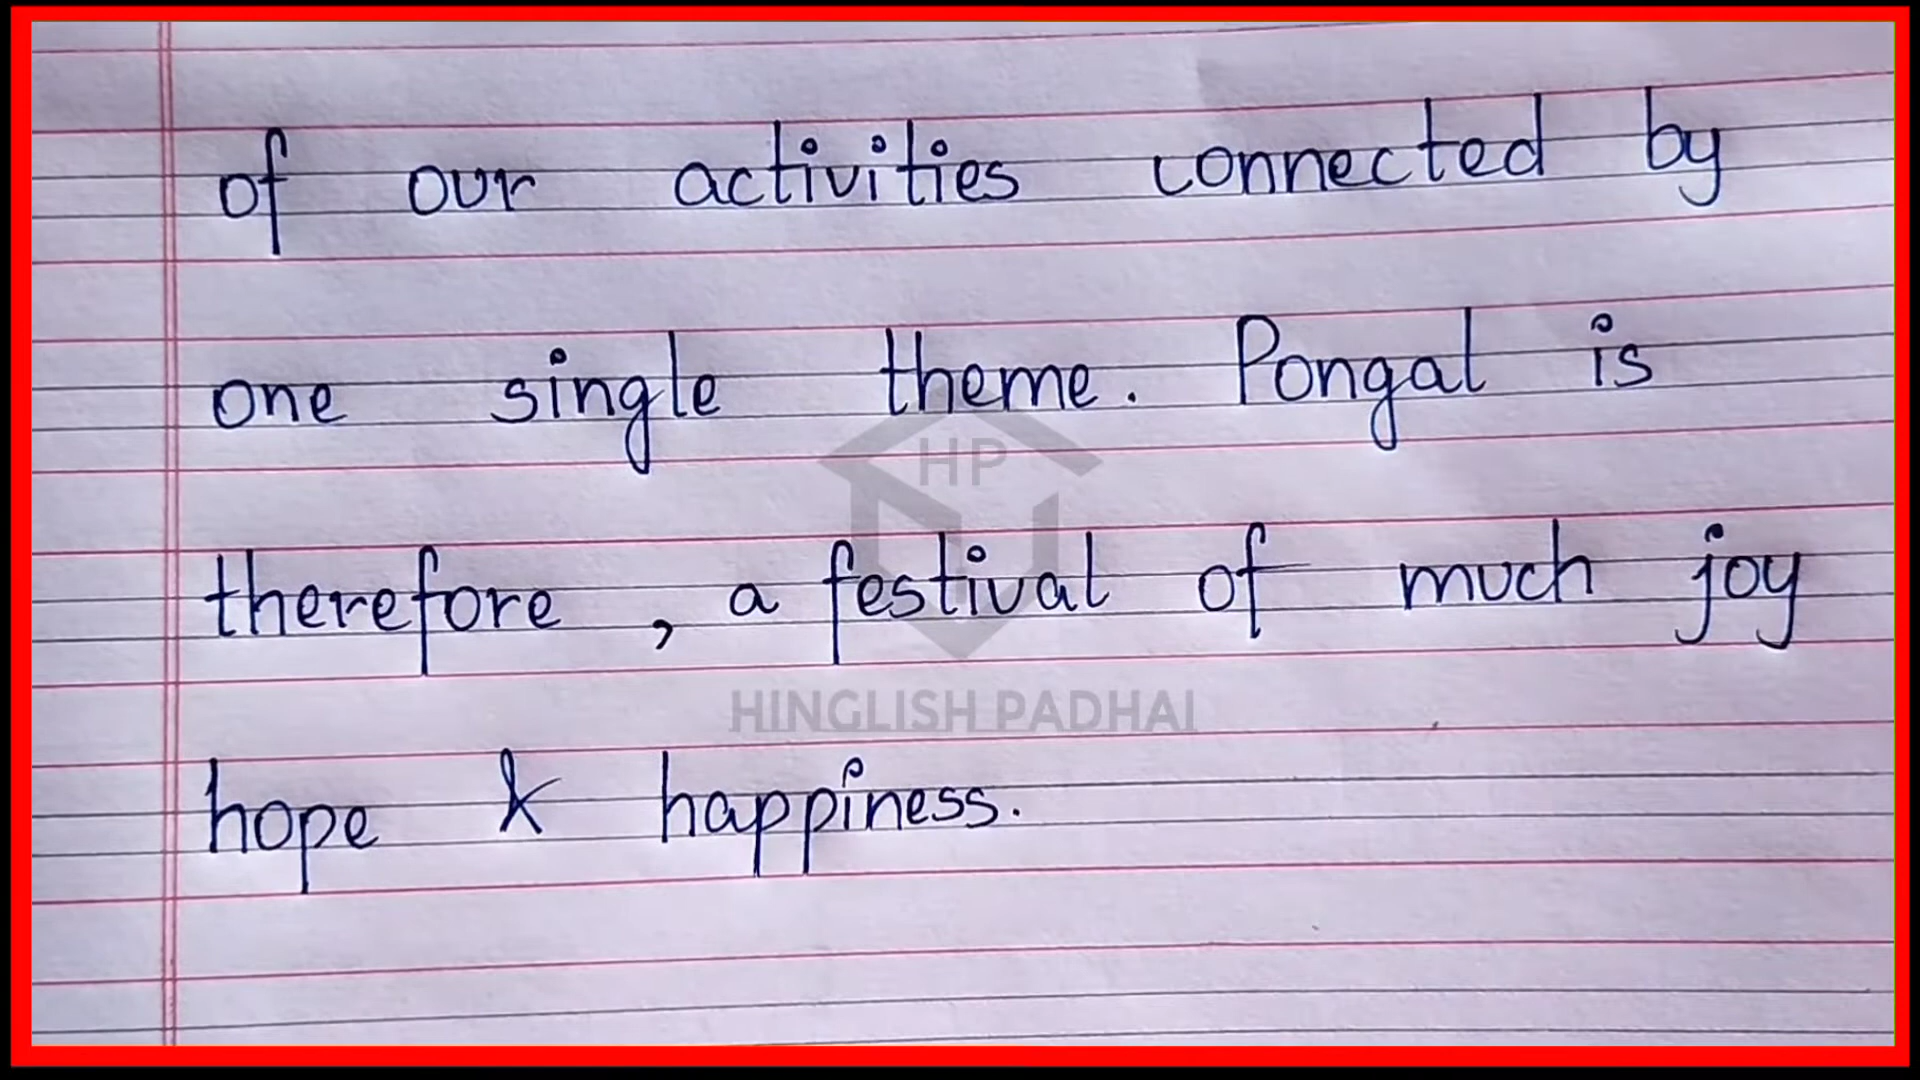 of our activities connected by
one single theme. Pongal is
HP
therefore , a festival of much joy
HINGLISH PADHAI
hope & happiness.